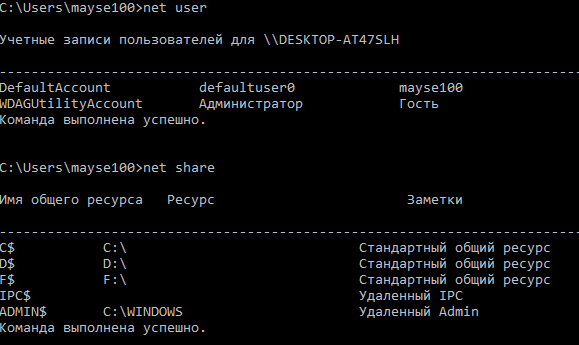 C:\Users\mayse100>net user
Учетные записи пользователей для \\DESKTOP-AT47SLH
-------------------------------------------------------------------------
DefaultAccount defaultuser0 mayse100
WDAGUtilityAccount Администратор Гость
Команда выполнена успешно.
C:\Users\mayse100>net share
Имя общего ресурса Ресурс Заметки
-------------------------------------------------------------------------
C$ C:\ Стандартный общий ресурс
D$ D:\ Стандартный общий ресурс
F$ F:\ Стандартный общий ресурс
IPC$ Удаленный IPC
ADMIN$ C:\WINDOWS Удаленный Admin
Команда выполнена успешно.